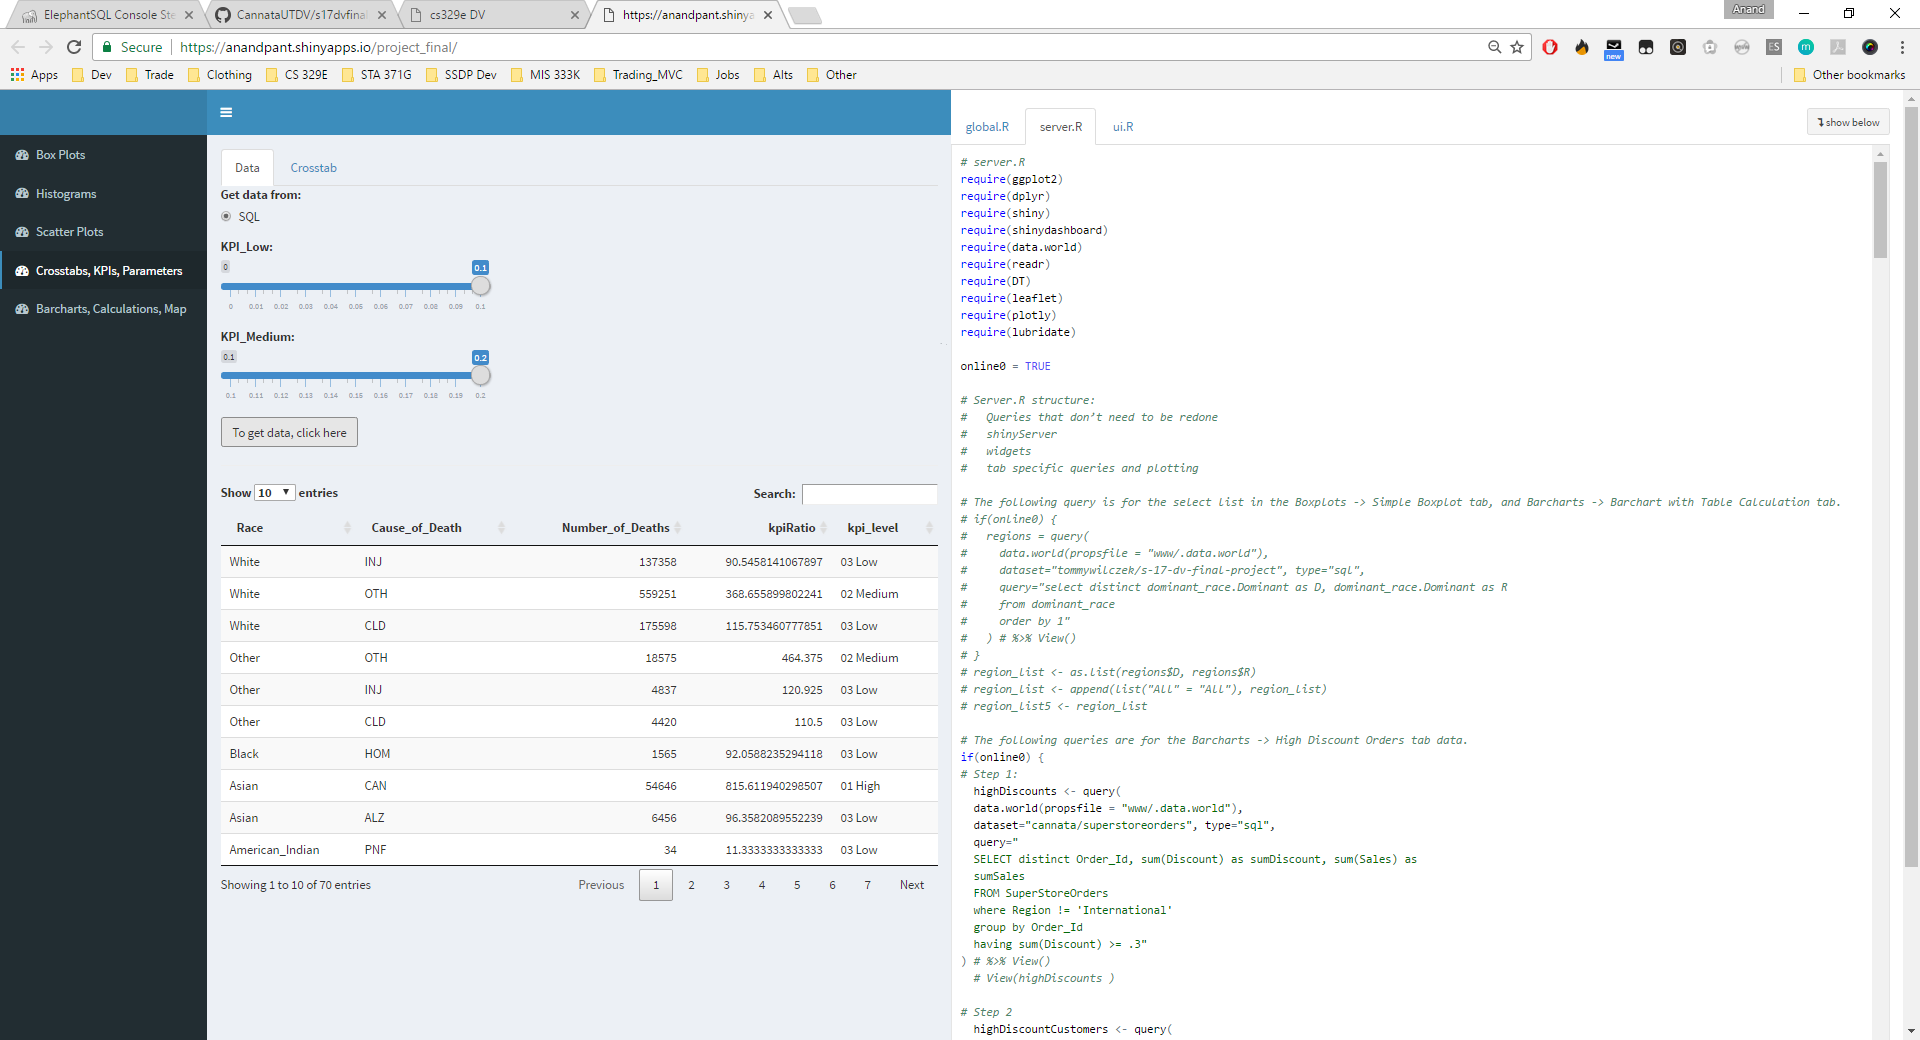 ElephantSQL Console Ste
CannataUTDV/s17dvfinal
cs329e DV
https://anandpant.shinya
Anand
Secure https://anandpant.shinyapps.io/project_final/
new
ES
m
Apps Dev Trade Clothing CS 329E STA 371G SSDP Dev MIS 333K Trading_MVC Jobs Alts Other Other bookmarks
Box Plots
Histograms
Scatter Plots
Crosstabs, KPIs, Parameters
Barcharts, Calculations, Map
Data Crosstab
Get data from:
SQL
KPI_Low:
0 0.1
0 0.01 0.02 0.03 0.04 0.05 0.06 0.07 0.08 0.09 0.1
KPI_Medium:
0.1 0.2
0.1 0.11 0.12 0.13 0.14 0.15 0.16 0.17 0.18 0.19 0.2
To get data, click here
Show 10 entries Search:
Race Cause_of_Death Number_of_Deaths kpiRatio kpi_level
White INJ 137358 90.5458141067897 03 Low
White OTH 559251 368.655899802241 02 Medium
White CLD 175598 115.753460777851 03 Low
Other OTH 18575 464.375 02 Medium
Other INJ 4837 120.925 03 Low
Other CLD 4420 110.5 03 Low
Black HOM 1565 92.0588235294118 03 Low
Asian CAN 54646 815.611940298507 01 High
Asian ALZ 6456 96.3582089552239 03 Low
American_Indian PNF 34 11.3333333333333 03 Low
Showing 1 to 10 of 70 entries Previous 1 2 3 4 5 6 7 Next
global.R server.R ui.R show below
# server.R
require(ggplot2)
require(dplyr)
require(shiny)
require(shinydashboard)
require(data.world)
require(readr)
require(DT)
require(leaflet)
require(plotly)
require(lubridate)
online0 = TRUE
# Server.R structure:
#   Queries that don’t need to be redone
#   shinyServer
#   widgets
#   tab specific queries and plotting
# The following query is for the select list in the Boxplots -> Simple Boxplot tab, and Barcharts -> Barchart with Table Calculation tab.
# if(online0) {
#   regions = query(
#     data.world(propsfile = "www/.data.world"),
#     dataset="tommywilczek/s-17-dv-final-project", type="sql",
#     query="select distinct dominant_race.Dominant as D, dominant_race.Dominant as R
#     from dominant_race
#     order by 1"
#   ) # %>% View()
# }
# region_list <- as.list(regions$D, regions$R)
# region_list <- append(list("All" = "All"), region_list)
# region_list5 <- region_list
# The following queries are for the Barcharts -> High Discount Orders tab data.
if(online0) {
# Step 1:
  highDiscounts <- query(
  data.world(propsfile = "www/.data.world"),
  dataset="cannata/superstoreorders", type="sql",
  query="
  SELECT distinct Order_Id, sum(Discount) as sumDiscount, sum(Sales) as
  sumSales
  FROM SuperStoreOrders
  where Region != 'International'
  group by Order_Id
  having sum(Discount) >= .3"
) # %>% View()
  # View(highDiscounts )
# Step 2
  highDiscountCustomers <- query(